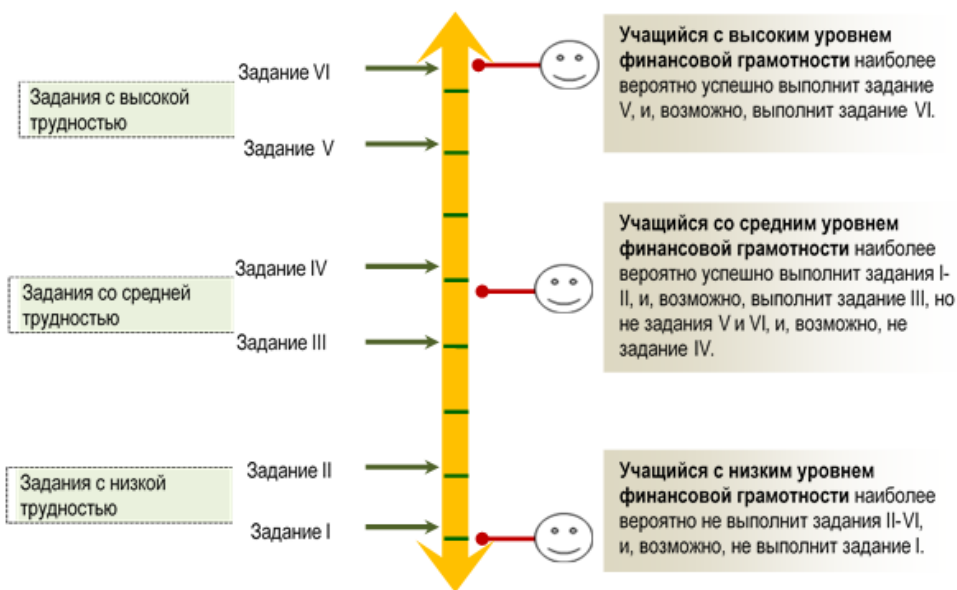 Задание VI
Задания с высокой
трудностью
Задание V
Учащийся с высоким уровнем
финансовой грамотности наиболее
вероятно успешно выполнит задание
V, и, возможно, выполнит задание VI.
Задание IV
Задания со средней
трудностью
Задание III
Учащийся со средним уровнем
финансовой грамотности наиболее
вероятно успешно выполнит задания I-
II, и, возможно, выполнит задание III, но
не задания V и VI, и, возможно, не
задание IV.
Задание II
Задания с низкой
трудностью
Задание I
Учащийся с низким уровнем
финансовой грамотности наиболее
вероятно не выполнит задания II-VI,
и, возможно, не выполнит задание I.